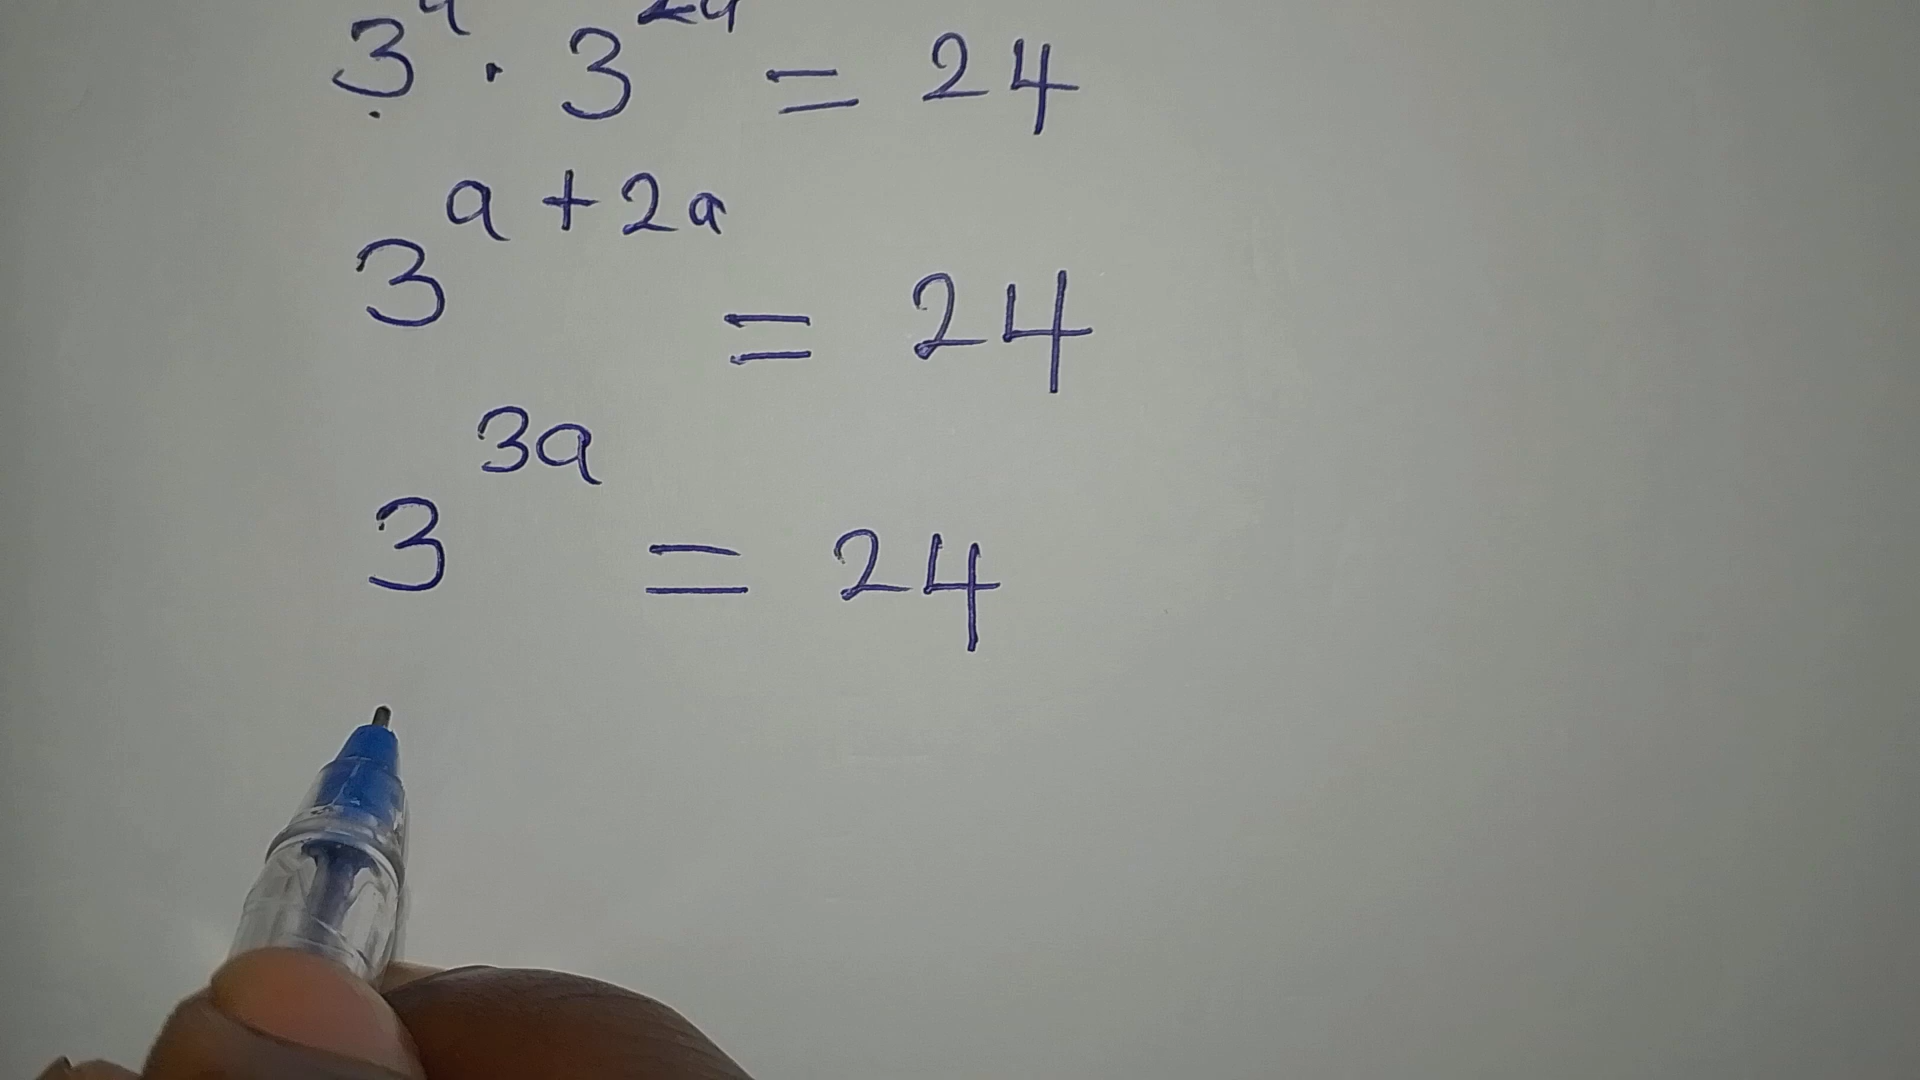 3^a · 3^2a = 24
3^a+2a = 24
3^3a = 24